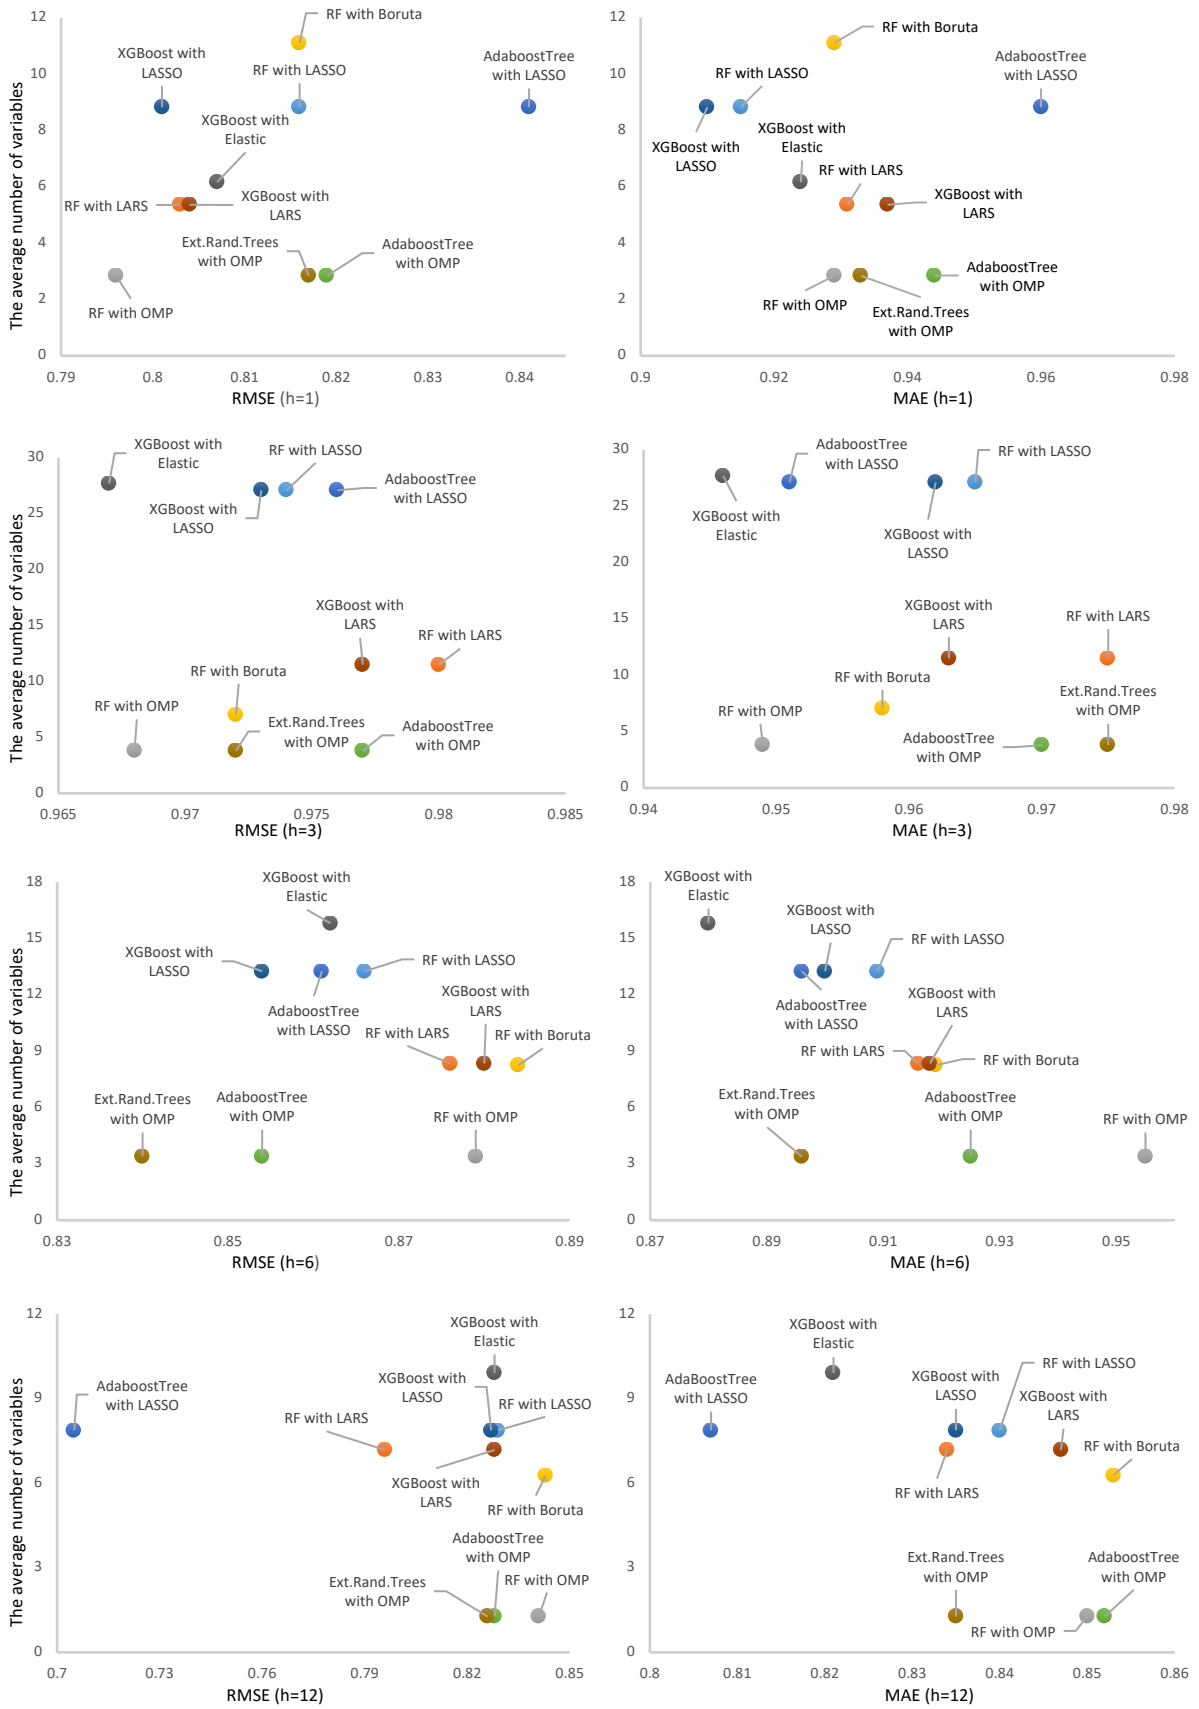 The average number of variables
12
10
8
6
4
2
0
RF with Boruta
XGBoost with
LASSO
RF with LASSO
AdaboostTree
with LASSO
XGBoost with
Elastic
RF with LARS
XGBoost with
LARS
Ext.Rand.Trees
with OMP
AdaboostTree
with OMP
RF with OMP
0.79
0.8
0.81
0.82
0.83
0.84
RMSE (h=1)
12
10
8
6
4
2
0
RF with Boruta
AdaboostTree
with LASSO
RF with LASSO
XGBoost with
LASSO
XGBoost with
Elastic
RF with LARS
XGBoost with
LARS
RF with OMP
Ext.Rand.Trees
with OMP
AdaboostTree
with OMP
0.9
0.92
0.94
0.96
0.98
MAE (h=1)
The average number of variables
30
25
20
15
10
5
0
XGBoost with
Elastic
RF with LASSO
AdaboostTree
with LASSO
XGBoost with
LASSO
XGBoost with
LARS
RF with LARS
RF with Boruta
RF with OMP
Ext.Rand.Trees
with OMP
AdaboostTree
with OMP
0.965
0.97
0.975
0.98
0.985
RMSE (h=3)
30
25
20
15
10
5
0
AdaboostTree
with LASSO
RF with LASSO
XGBoost with
Elastic
XGBoost with
LASSO
XGBoost with
LARS
RF with LARS
RF with Boruta
RF with OMP
Ext.Rand.Trees
with OMP
AdaboostTree
with OMP
0.94
0.95
0.96
0.97
0.98
MAE (h=3)
The average number of variables
18
15
12
9
6
3
0
XGBoost with
Elastic
XGBoost with
LASSO
RF with LASSO
AdaboostTree
with LASSO
XGBoost with
LARS
RF with LARS
RF with Boruta
Ext.Rand.Trees
with OMP
AdaboostTree
with OMP
RF with OMP
0.83
0.85
0.87
0.89
RMSE (h=6)
18
15
12
9
6
3
0
XGBoost with
Elastic
XGBoost with
LASSO
RF with LASSO
AdaboostTree
with LASSO
XGBoost with
LARS
RF with LARS
RF with Boruta
Ext.Rand.Trees
with OMP
AdaboostTree
with OMP
RF with OMP
0.87
0.89
0.91
0.93
0.95
MAE (h=6)
The average number of variables
12
9
6
3
0
XGBoost with
Elastic
AdaboostTree
with LASSO
XGBoost with
LASSO
RF with LASSO
RF with LARS
XGBoost with
LARS
RF with Boruta
AdaboostTree
with OMP
Ext.Rand.Trees
with OMP
RF with OMP
0.7
0.73
0.76
0.79
0.82
0.85
RMSE (h=12)
12
9
6
3
0
XGBoost with
Elastic
AdaBoostTree
with LASSO
XGBoost with
LASSO
RF with LASSO
XGBoost with
LARS
RF with Boruta
RF with LARS
Ext.Rand.Trees
with OMP
AdaboostTree
with OMP
RF with OMP
0.8
0.81
0.82
0.83
0.84
0.85
0.86
MAE (h=12)